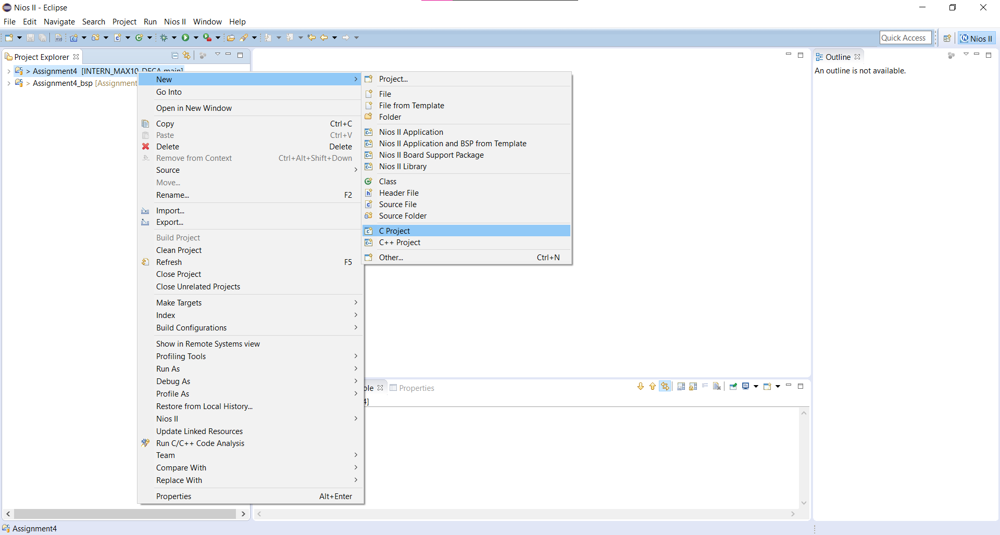 Nios II - Eclipse
File Edit Navigate Search Project Run Nios II Window Help
Quick Access
Nios II
Project Explorer
> Assignment4 [INTERN_MAX10_DECA main]
> Assignment4_bsp [Assignment
New
Go Into
Open in New Window
Copy Ctrl+C
Paste Ctrl+V
Delete Delete
Remove from Context Ctrl+Alt+Shift+Down
Source
Move...
Rename... F2
Import...
Export...
Build Project
Clean Project
Refresh F5
Close Project
Close Unrelated Projects
Make Targets
Index
Build Configurations
Show in Remote Systems view
Profiling Tools
Run As
Debug As
Profile As
Restore from Local History...
Nios II
Update Linked Resources
Run C/C++ Code Analysis
Team
Compare With
Replace With
Properties Alt+Enter
Project...
File
File from Template
Folder
Nios II Application
Nios II Application and BSP from Template
Nios II Board Support Package
Nios II Library
Class
Header File
Source File
Source Folder
C Project
C++ Project
Other... Ctrl+N
Outline
An outline is not available.
ole
Properties
4]
Assignment4